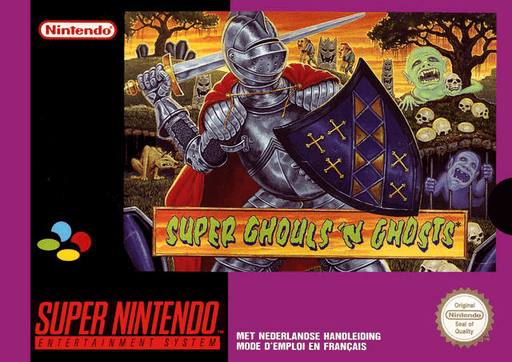 Nintendo
SUPER GHOULS 'N GHOSTS
SUPER NINTENDO
ENTERTAINMENT SYSTEM
MET NEDERLANDSE HANDLEIDING
MODE D'EMPLOI EN FRANÇAIS
Original
Nintendo
Seal of
Quality